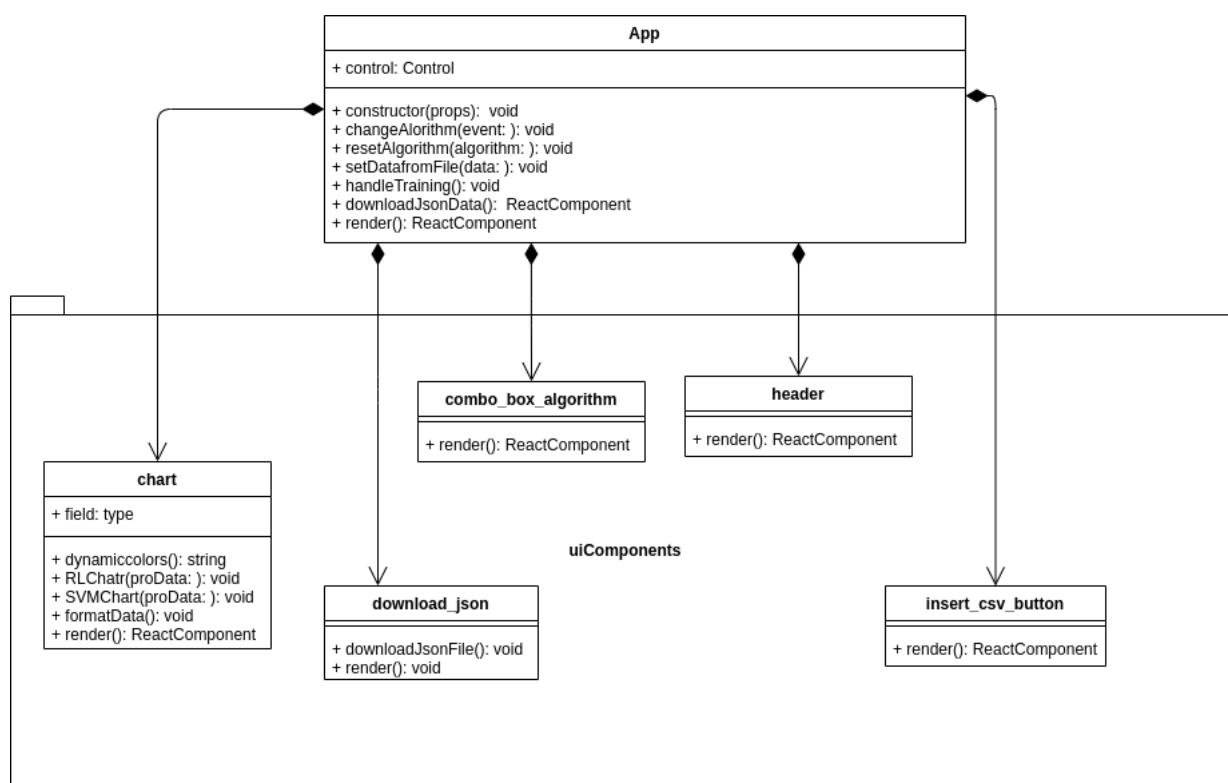 App
+ control: Control
+ constructor(props):  void
+ changeAlorithm(event: ): void
+ resetAlgorithm(algorithm: ): void
+ setDatafromFile(data: ): void
+ handleTraining(): void
+ downloadJsonData():  ReactComponent
+ render(): ReactComponent
combo_box_algorithm
+ render(): ReactComponent
header
+ render(): ReactComponent
chart
+ field: type
+ dynamiccolors(): string
+ RLChatr(proData: ): void
+ SVMChart(proData: ): void
+ formatData(): void
+ render(): ReactComponent
uiComponents
download_json
+ downloadJsonFile(): void
+ render(): void
insert_csv_button
+ render(): ReactComponent